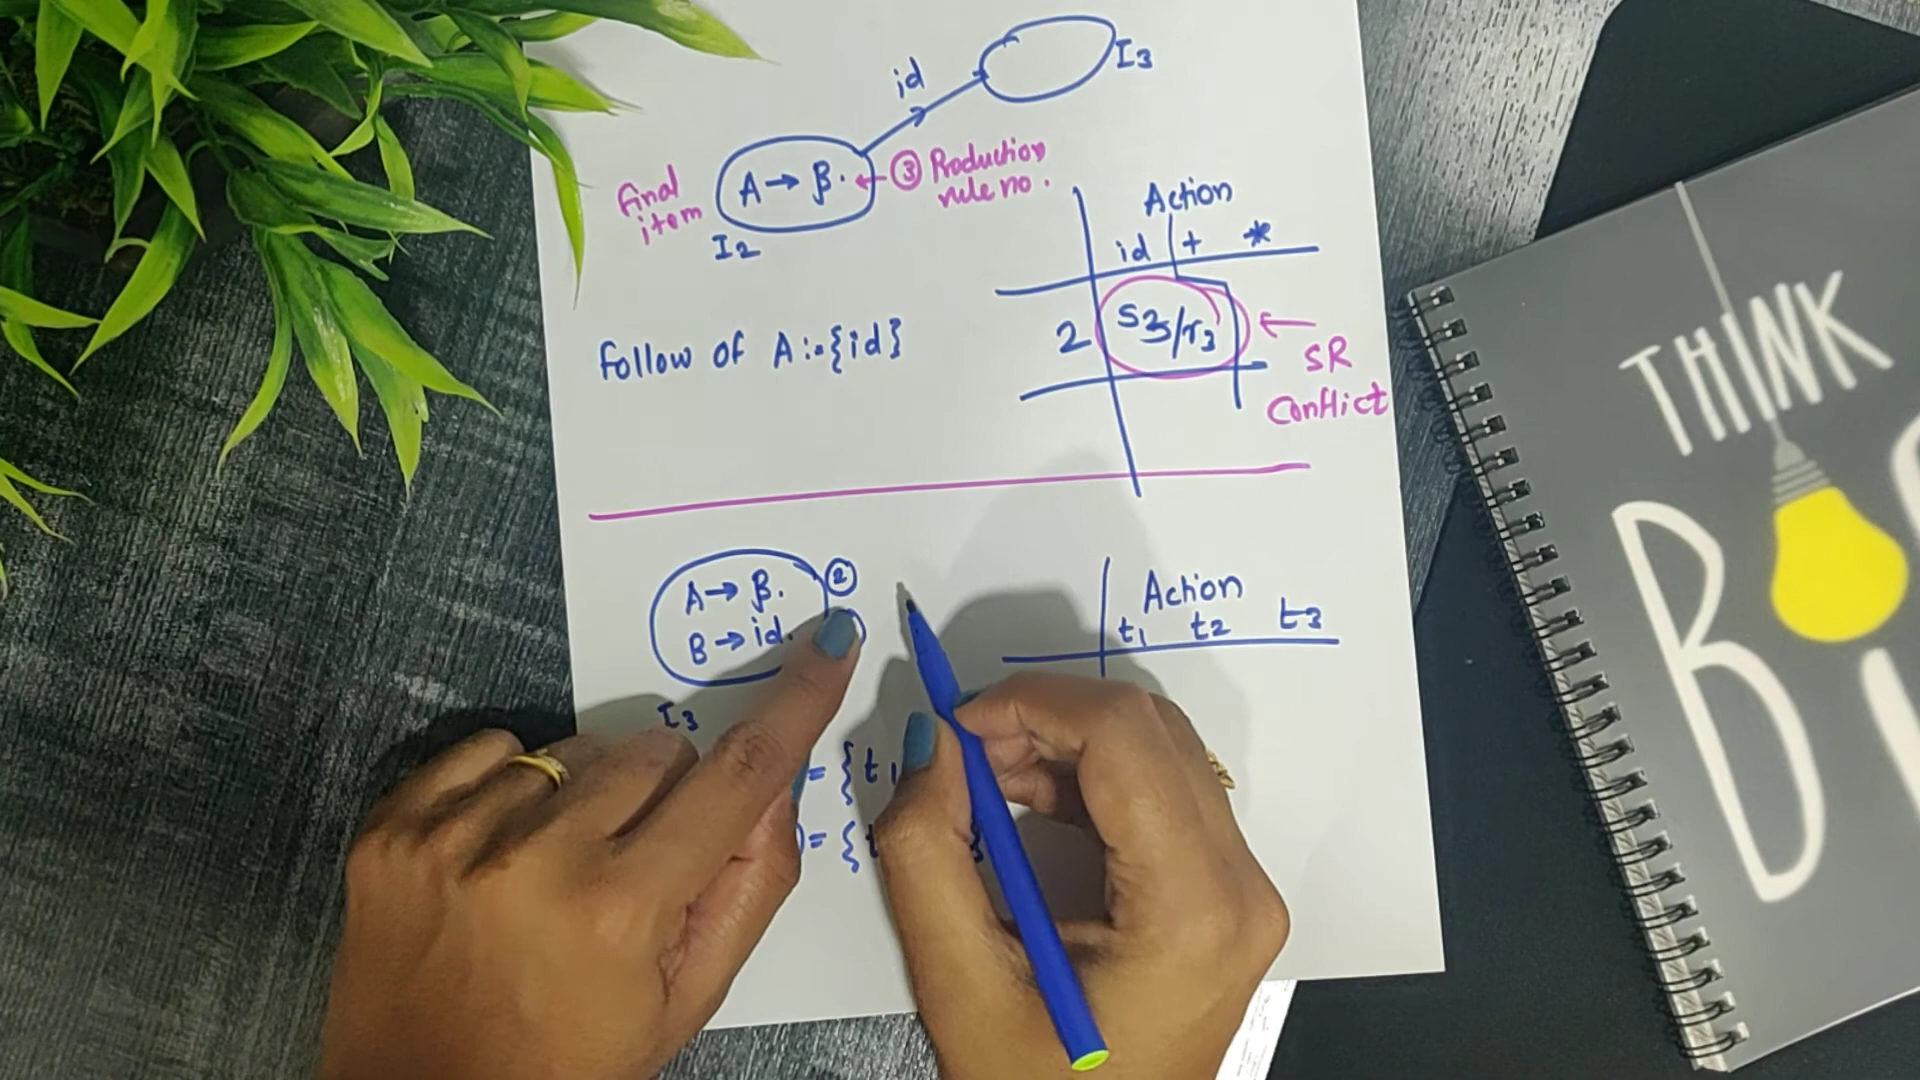 id
I3
A → β. ← ③ Production
rule no.
final
item
I2
Action
id + *
Follow of A :- {id}
2
S3/r3
SR
Conflict
A → β. ②
B → id.
I3
Action
t1 t2 t3
= {t1
)= {t }
THINK